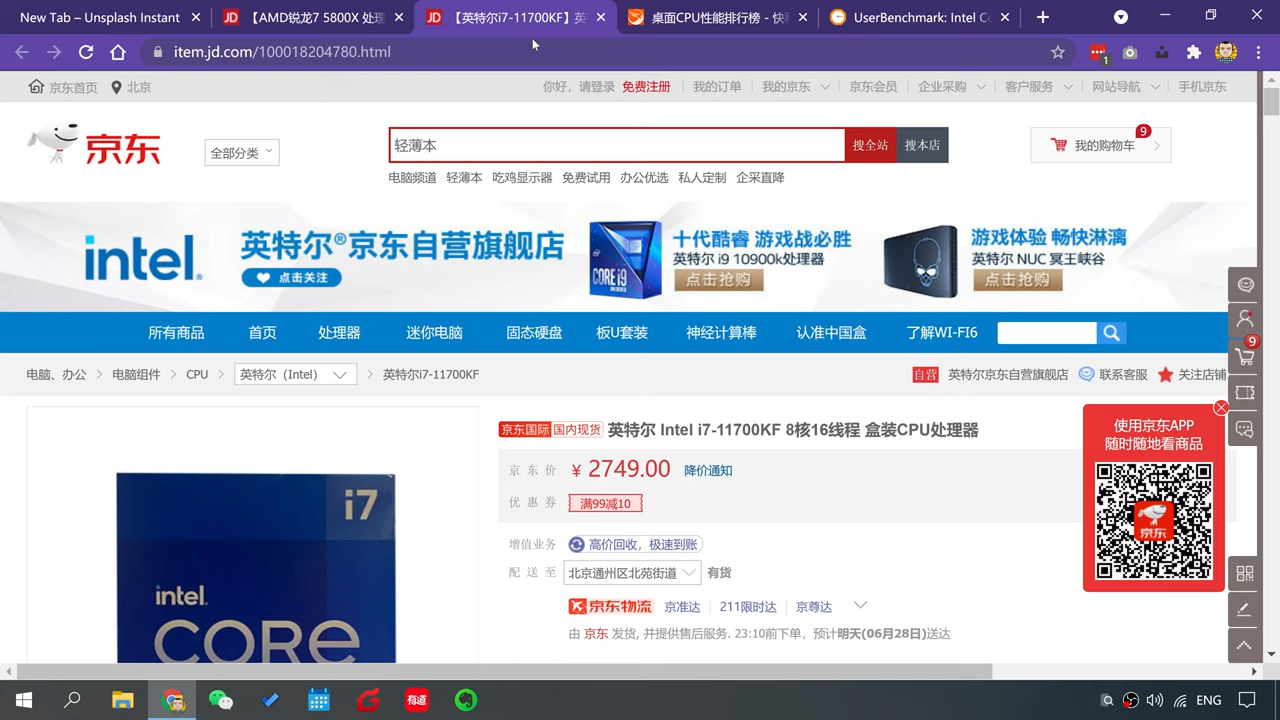 New Tab – Unsplash Instant
【AMD锐龙7 5800X 处理
【英特尔i7-11700KF】英
桌面CPU性能排行榜 - 快科
UserBenchmark: Intel Co
item.jd.com/100018204780.html
1
京东首页 北京 你好，请登录 免费注册 我的订单 我的京东 京东会员 企业采购 客户服务 网站导航 手机京东
京东
全部分类
轻薄本
搜全站 搜本店
我的购物车
9
电脑频道 轻薄本 吃鸡显示器 免费试用 办公优选 私人定制 企采直降
intel.
英特尔®京东自营旗舰店
点击关注
CORE i9
十代酷睿 游戏战必胜
英特尔 i9 10900k处理器
点击抢购
游戏体验 畅快淋漓
英特尔 NUC 冥王峡谷
点击抢购
所有商品 首页 处理器 迷你电脑 固态硬盘 板U套装 神经计算棒 认准中国盒 了解WI-FI6
9
电脑、办公 > 电脑组件 > CPU > 英特尔（Intel） > 英特尔i7-11700KF
自营 英特尔京东自营旗舰店 联系客服 关注店铺
i7
intel.
CORE
京东国际 国内现货 英特尔 Intel i7-11700KF 8核16线程 盒装CPU处理器
京东价 ￥2749.00 降价通知
优惠券 满99减10
增值业务 高价回收，极速到账
配送至 北京通州区北苑街道 有货
京东物流 京准达 | 211限时达 | 京尊达
由 京东 发货, 并提供售后服务. 23:10前下单，预计明天(06月28日)送达
使用京东APP
随时随地看商品
京东
有道
ENG